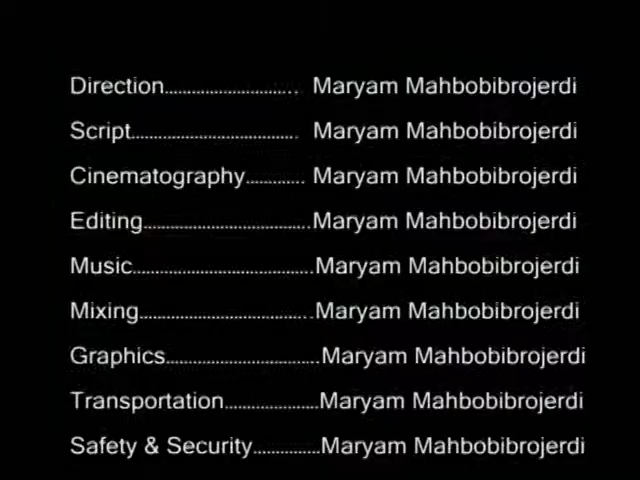 Direction.............................. Maryam Mahbobibrojerdi
Script..................................... Maryam Mahbobibrojerdi
Cinematography............. Maryam Mahbobibrojerdi
Editing.....................................Maryam Mahbobibrojerdi
Music........................................Maryam Mahbobibrojerdi
Mixing.......................................Maryam Mahbobibrojerdi
Graphics..................................Maryam Mahbobibrojerdi
Transportation.....................Maryam Mahbobibrojerdi
Safety & Security...............Maryam Mahbobibrojerdi